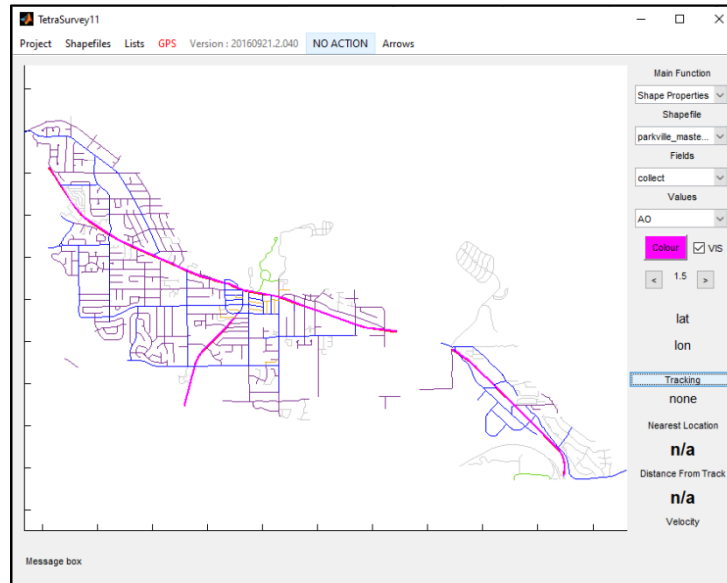 TetraSurvey11
Project Shapefiles Lists GPS Version : 20160921.2.040 NO ACTION Arrows
Main Function
Shape Properties
Shapefile
parkville_maste...
Fields
collect
Values
AO
Colour VIS
< 1.5 >
lat
lon
Tracking
none
Nearest Location
n/a
Distance From Track
n/a
Velocity
Message box